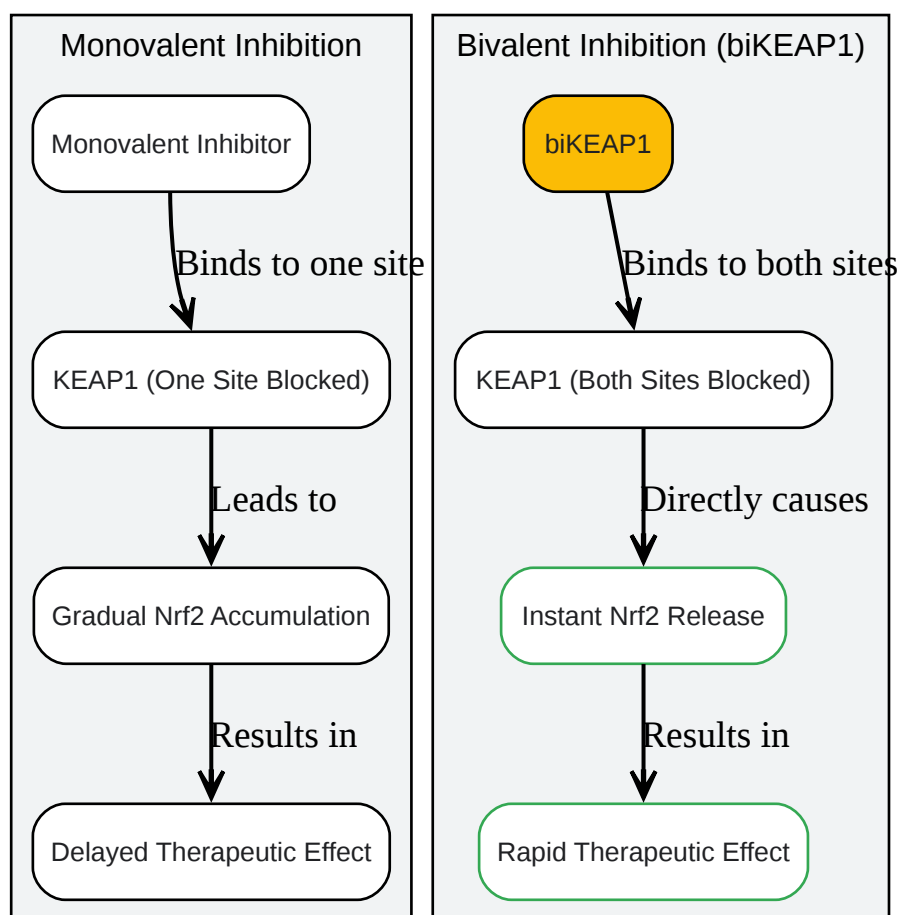 Monovalent Inhibition
Monovalent Inhibitor
Binds to one site
KEAP1 (One Site Blocked)
Leads to
Gradual Nrf2 Accumulation
Results in
Delayed Therapeutic Effect
Bivalent Inhibition (biKEAP1)
biKEAP1
Binds to both sites
KEAP1 (Both Sites Blocked)
Directly causes
Instant Nrf2 Release
Results in
Rapid Therapeutic Effect